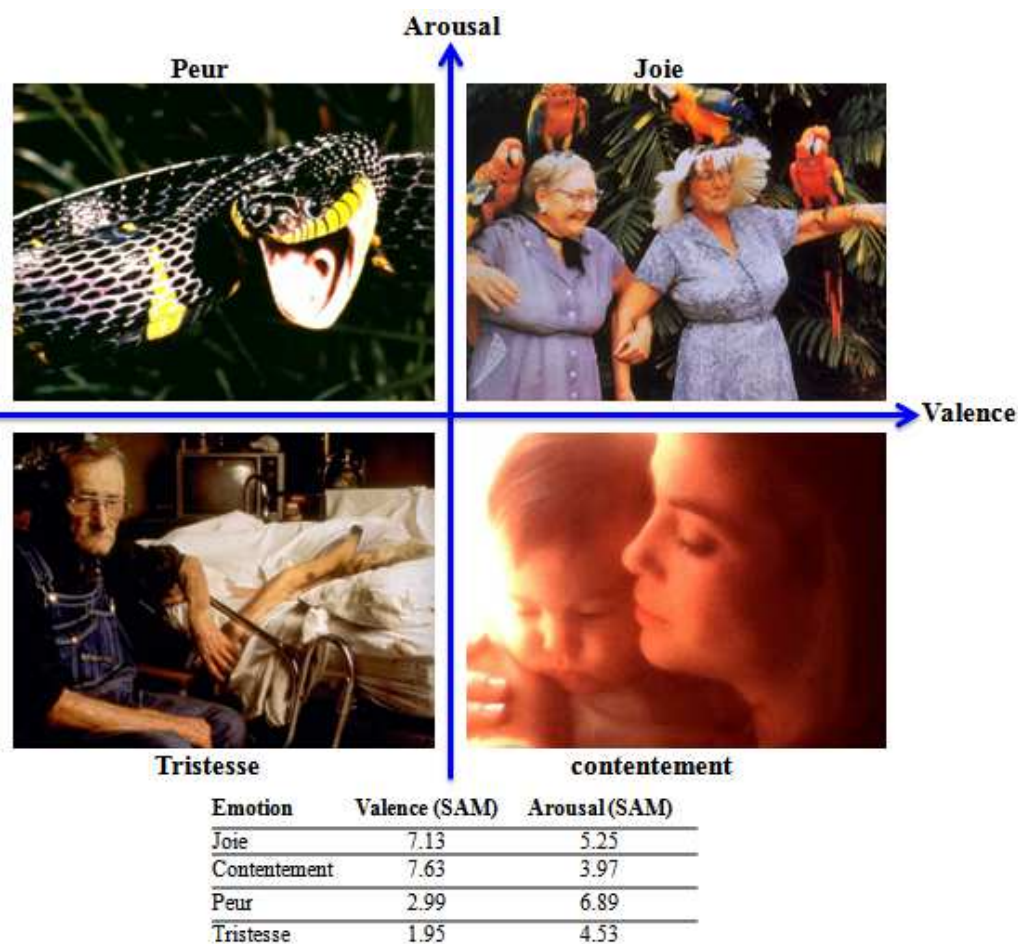 Arousal
Peur Joie
Valence
Tristesse contentement
Emotion Valence (SAM) Arousal (SAM)
Joie 7.13 5.25
Contentement 7.63 3.97
Peur 2.99 6.89
Tristesse 1.95 4.53